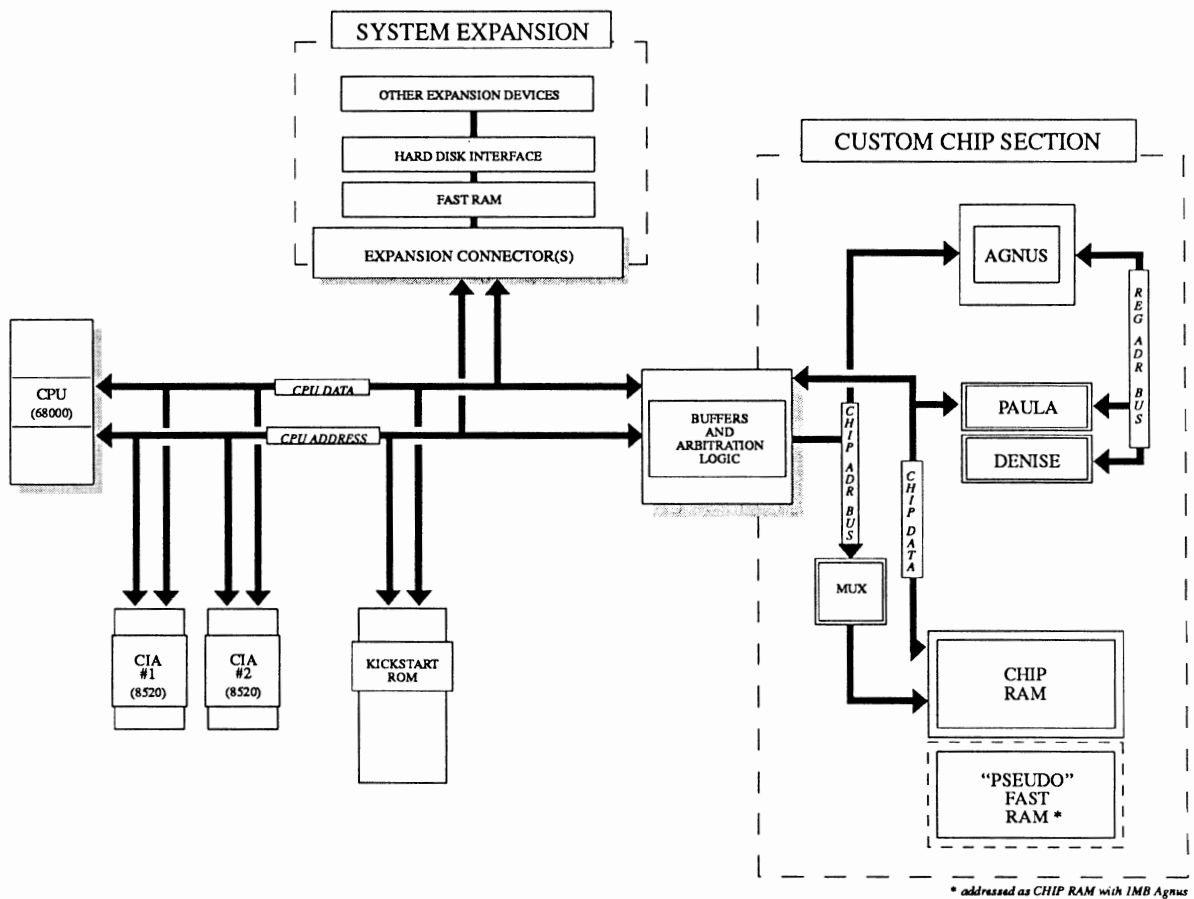 SYSTEM EXPANSION
OTHER EXPANSION DEVICES
HARD DISK INTERFACE
FAST RAM
EXPANSION CONNECTOR(S)
CUSTOM CHIP SECTION
AGNUS
REG ADR BUS
CPU
(68000)
CPU DATA
CPU ADDRESS
BUFFERS
AND
ARBITRATION
LOGIC
CHIP ADR BUS
CHIP DATA
PAULA
DENISE
MUX
CIA
#1
(8520)
CIA
#2
(8520)
KICKSTART
ROM
CHIP
RAM
“PSEUDO”
FAST
RAM *
* addressed as CHIP RAM with 1MB Agnus